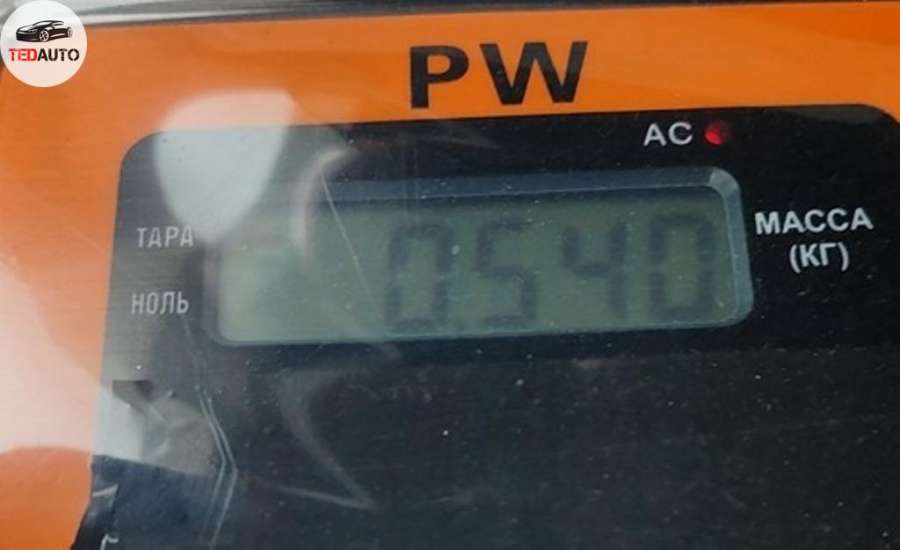 TEDAUTO
PW
AC
ТАРА
0.540
МАССА
(КГ)
НОЛЬ